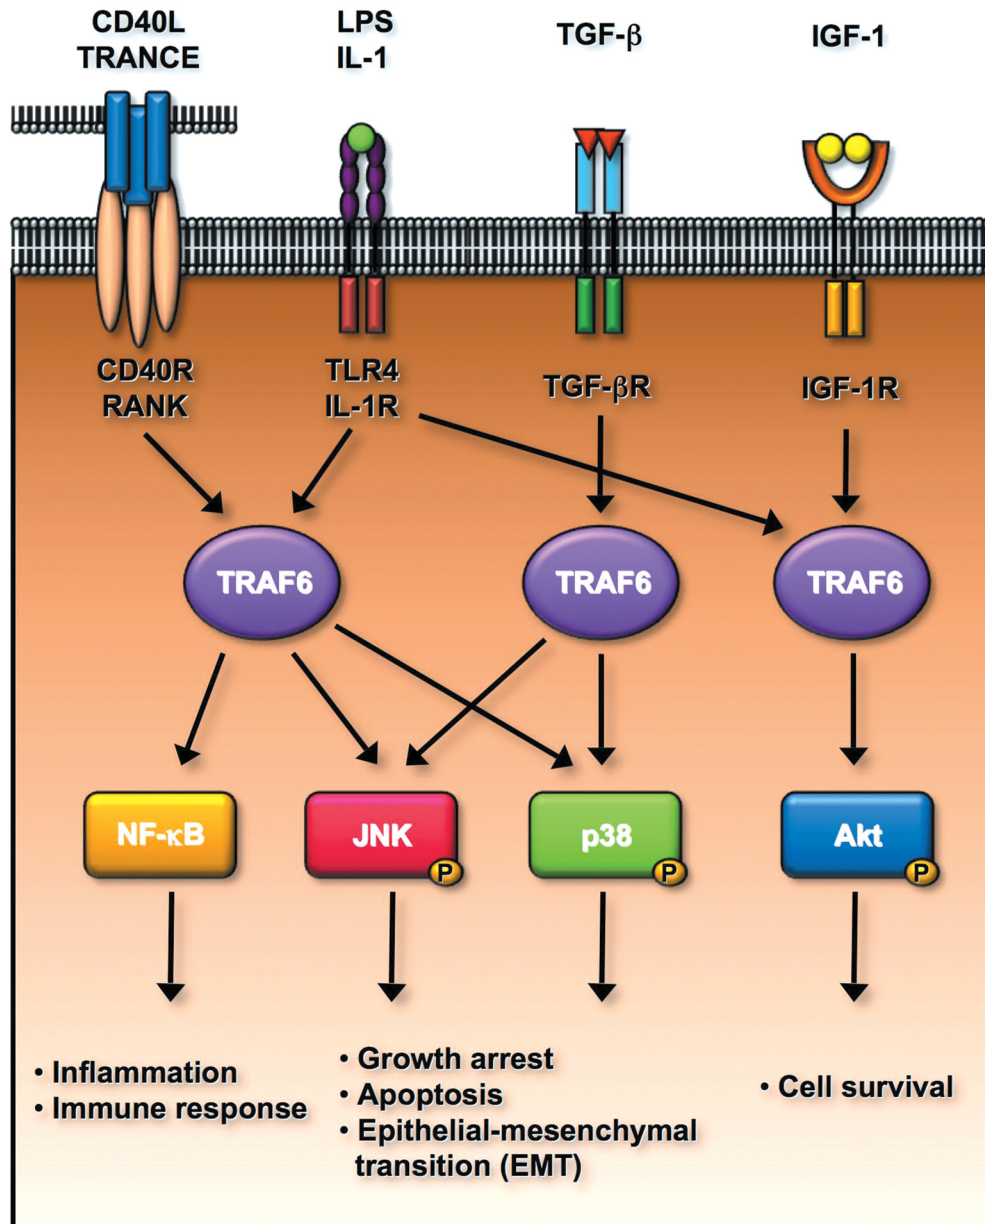 CD40L
TRANCE
LPS
IL-1
TGF-β
IGF-1
CD40R
RANK
TLR4
IL-1R
TGF-βR
IGF-1R
TRAF6
TRAF6
TRAF6
NF-κB
JNK
P
p38
P
Akt
P
• Inflammation
• Immune response
• Growth arrest
• Apoptosis
• Epithelial-mesenchymal
transition (EMT)
• Cell survival